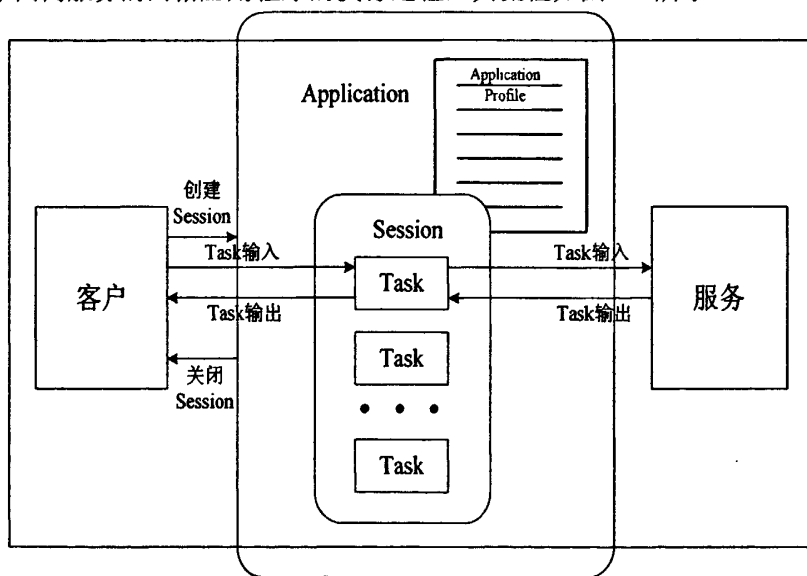 Application
Profile
Application
创建
Session
Session
Task输入
Task输入
Task
客户
服务
Task输出
Task输出
Task
关闭
Session
• • •
Task